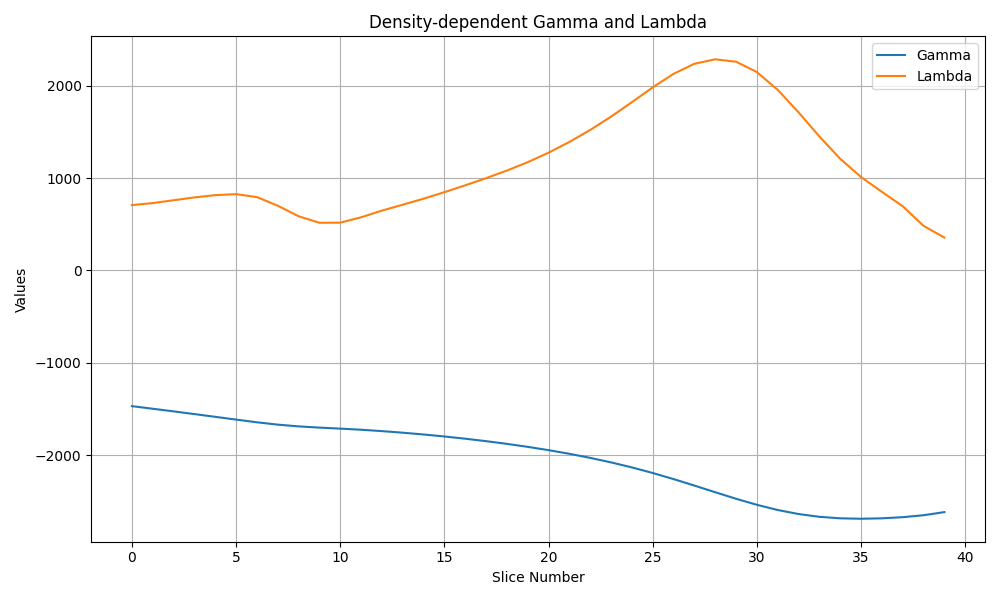 Density-dependent Gamma and Lambda
Gamma
Lambda
2000
1000
0
−1000
−2000
Values
0 5 10 15 20 25 30 35 40
Slice Number